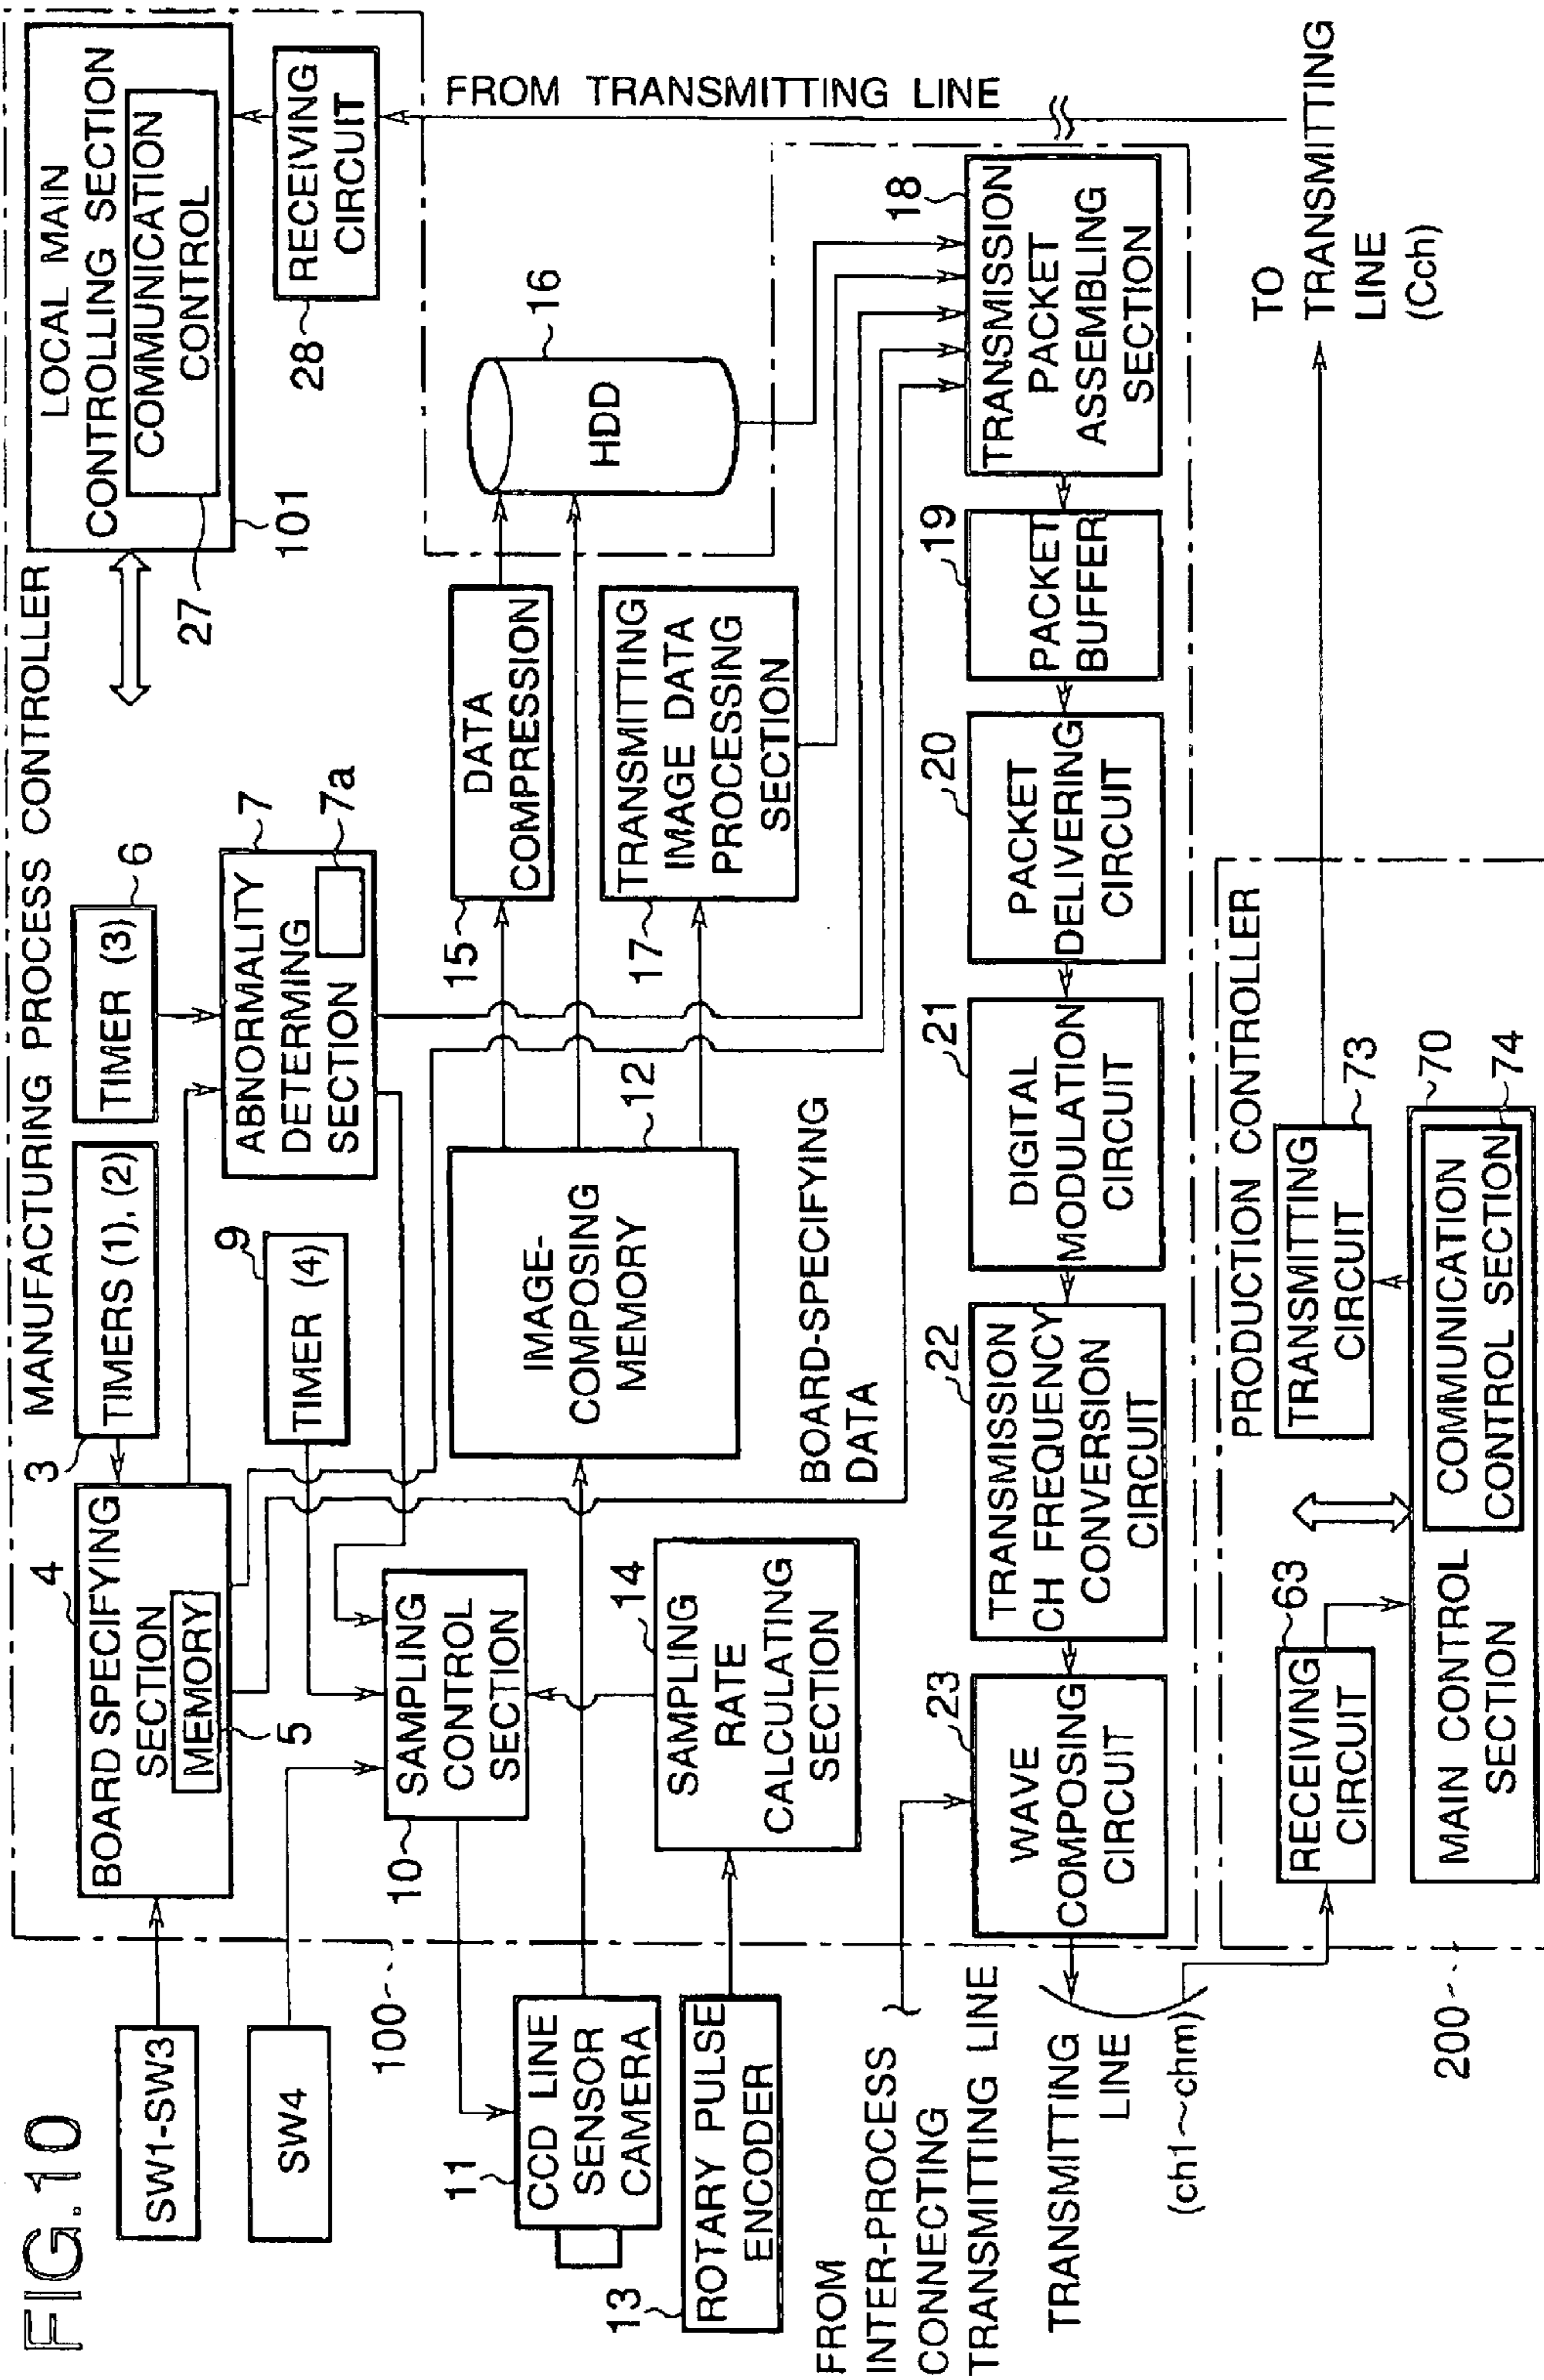 FIG.10
MANUFACTURING PROCESS CONTROLLER
SW1-SW3
SW4
4
BOARD SPECIFYING
SECTION
MEMORY
5
3
TIMERS (1), (2)
TIMER (3)
6
9
TIMER (4)
ABNORMALITY
DETERMINING
SECTION
7
7a
LOCAL MAIN
CONTROLLING SECTION
COMMUNICATION
CONTROL
27
101
RECEIVING
CIRCUIT
28
FROM TRANSMITTING LINE
100
10
SAMPLING
CONTROL
SECTION
11
CCD LINE
SENSOR
CAMERA
13
ROTARY PULSE
ENCODER
14
SAMPLING
RATE
CALCULATING
SECTION
IMAGE-
COMPOSING
MEMORY
12
BOARD-SPECIFYING
DATA
15
DATA
COMPRESSION
17
TRANSMITTING
IMAGE DATA
PROCESSING
SECTION
HDD
16
18
TRANSMISSION
PACKET
ASSEMBLING
SECTION
19
PACKET
BUFFER
20
PACKET
DELIVERING
CIRCUIT
21
DIGITAL
MODULATION
CIRCUIT
22
TRANSMISSION
CH FREQUENCY
CONVERSION
CIRCUIT
23
WAVE
COMPOSING
CIRCUIT
FROM
INTER-PROCESS
CONNECTING
TRANSMITTING LINE
TRANSMITTING
LINE
(ch1~chm)
PRODUCTION CONTROLLER
200
63
RECEIVING
CIRCUIT
TRANSMITTING
CIRCUIT
73
MAIN CONTROL
SECTION
COMMUNICATION
CONTROL SECTION
70
74
TO
TRANSMITTING
LINE
(Cch)